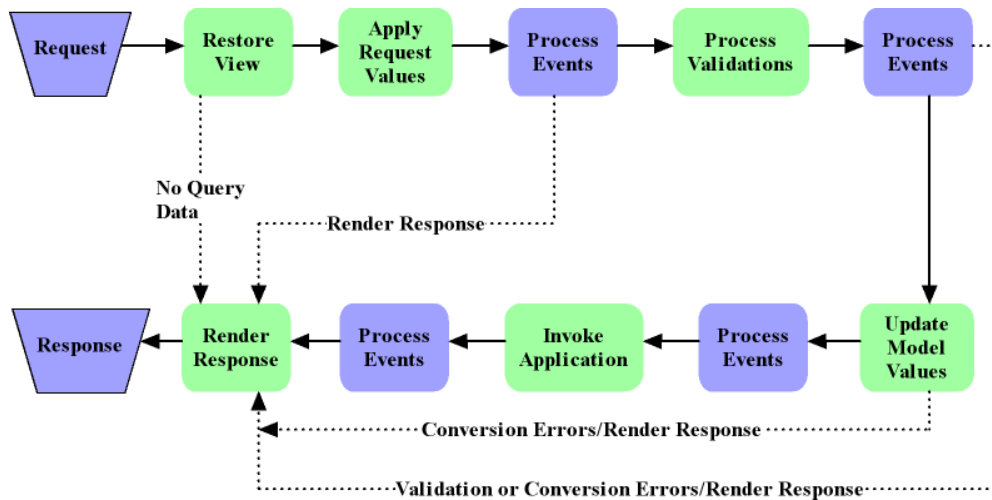 Request
Restore
View
Apply
Request
Values
Process
Events
Process
Validations
Process
Events
No Query
Data
Render Response
Response
Render
Response
Process
Events
Invoke
Application
Process
Events
Update
Model
Values
Conversion Errors/Render Response
Validation or Conversion Errors/Render Response